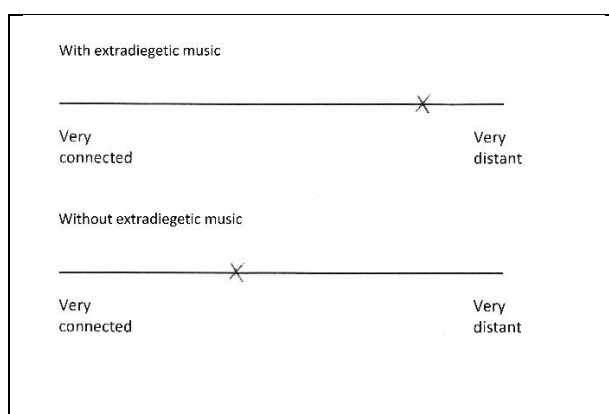 With extradiegetic music
Very Very
connected distant
Without extradiegetic music
Very Very
connected distant